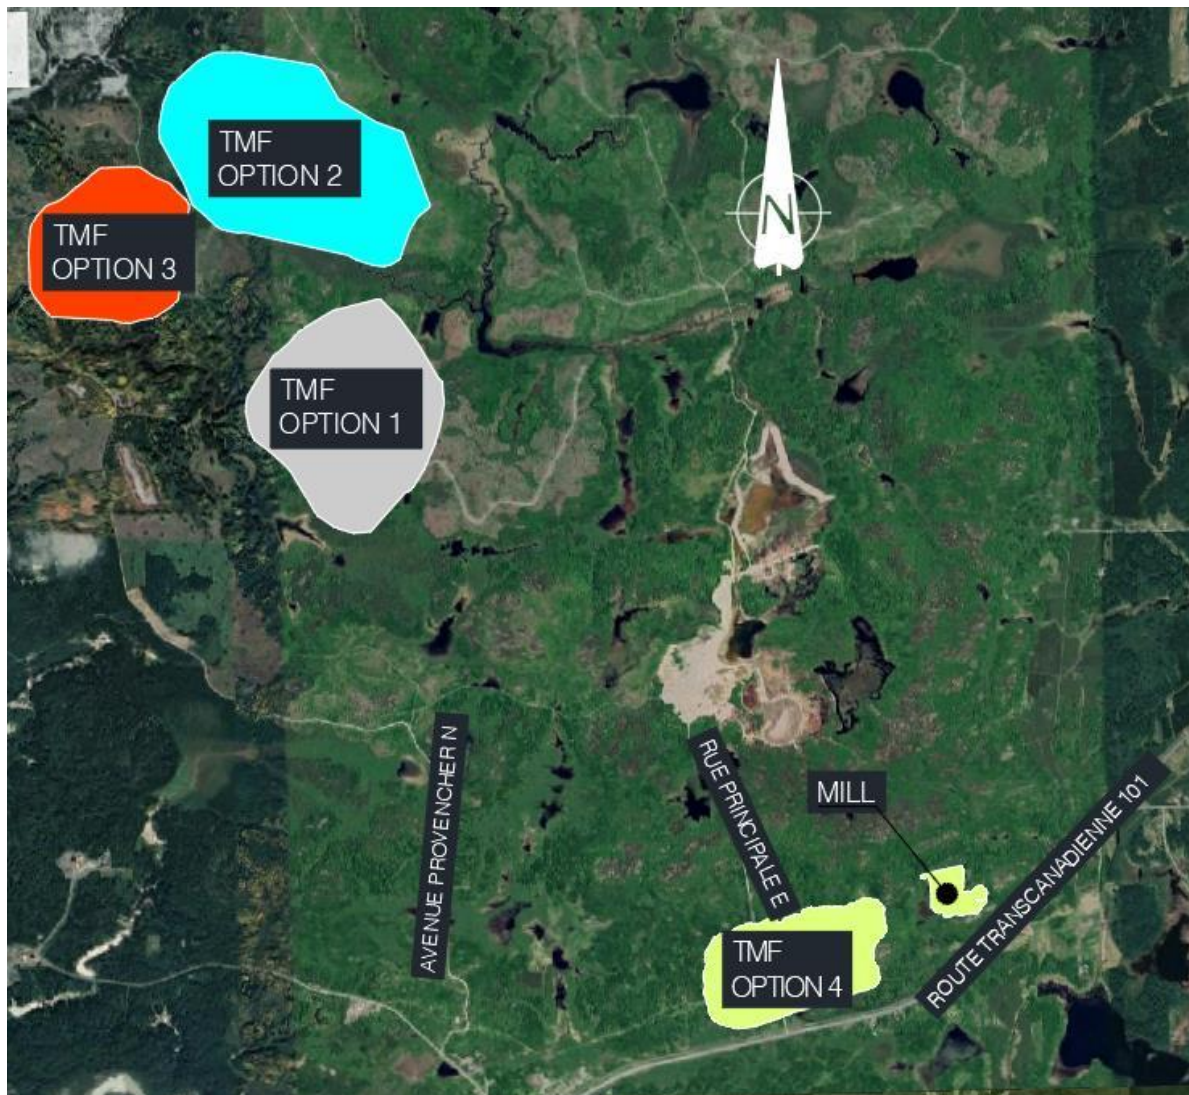 TMF
OPTION 2
TMF
OPTION 3
N
TMF
OPTION 1
AVENUE PROVENCHER N
RUE PRINCIPALE E
MILL
ROUTE TRANSCANADIENNE 101
TMF
OPTION 4